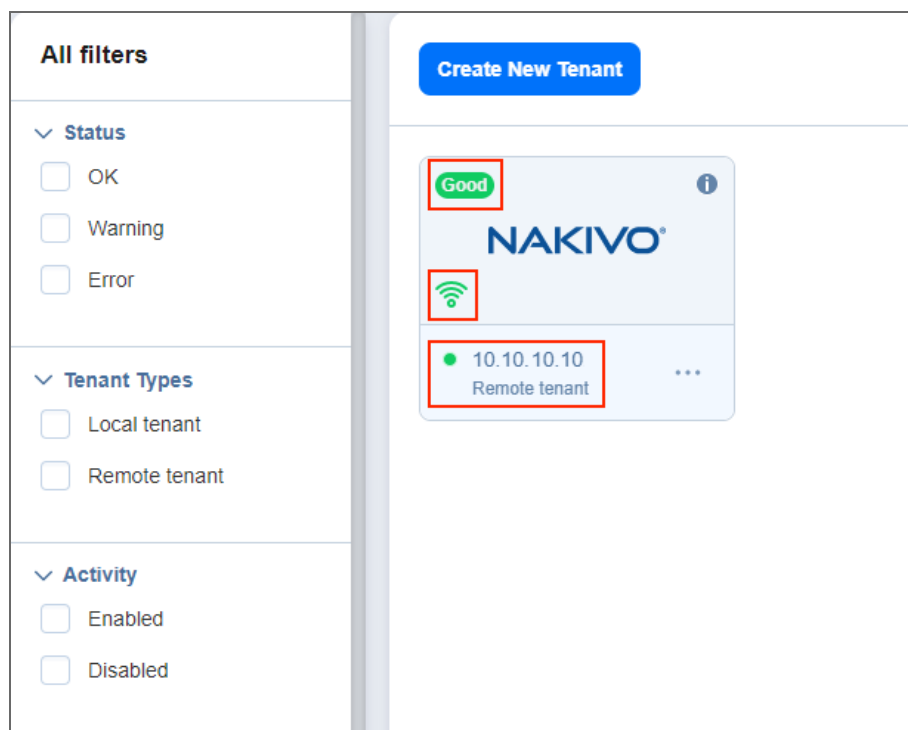 All filters
Status
OK
Warning
Error
Tenant Types
Local tenant
Remote tenant
Activity
Enabled
Disabled
Create New Tenant
Good
NAKIVO®
10.10.10.10
Remote tenant